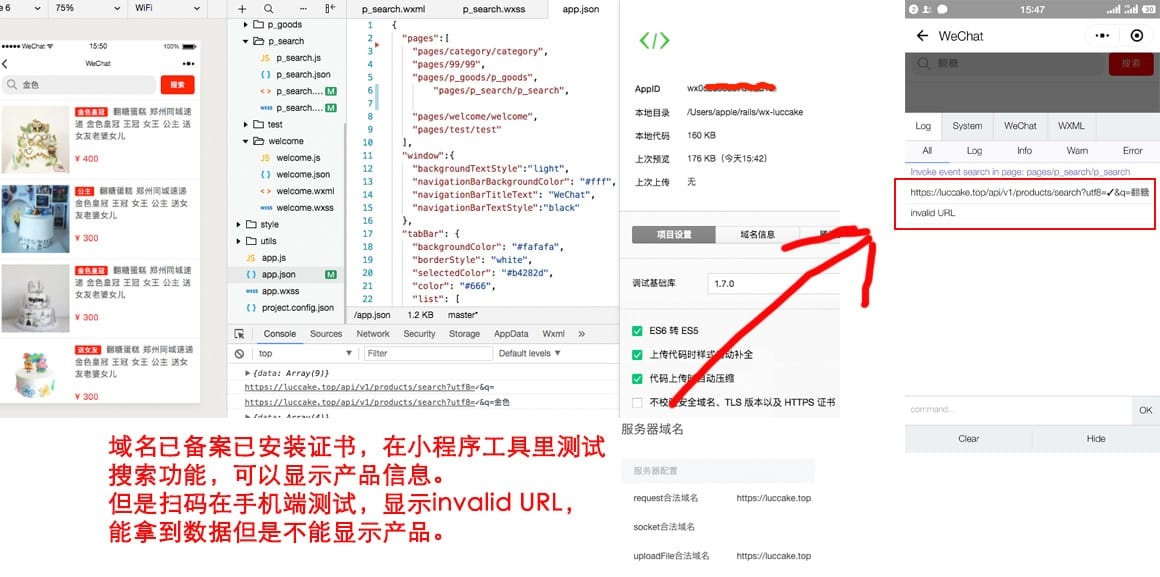 e 6
75%
WiFi
WeChat
15:50
100%
WeChat
金色
搜索
金色皇冠 翻糖蛋糕 郑州同城速
递 金色皇冠 王冠 女王 公主 送
女友老婆女儿
¥ 400
公主 翻糖蛋糕 郑州同城速递
金色皇冠 王冠 女王 公主 送女
友老婆女儿
¥ 300
金色皇冠 翻糖蛋糕 郑州同城速
递 金色皇冠 王冠 女王 公主 送
女友老婆女儿
¥ 300
送女友 翻糖蛋糕 郑州同城速递
金色皇冠 王冠 女王 公主 送女
友老婆女儿
¥ 300
p_goods
p_search
JS p_search.js
{ } p_search.json
< > p_search.... M
wxss p_search.... M
test
welcome
JS welcome.js
{ } welcome.json
< > welcome.wxml
wxss welcome.wxss
style
utils
JS app.js
{ } app.json M
wxss app.wxss
{ } project.config.json
p_search.wxml
p_search.wxss
app.json
1 {
2 "pages":[
3 "pages/category/category",
4 "pages/99/99",
5 "pages/p_goods/p_goods",
6 "pages/p_search/p_search",
7
8 "pages/welcome/welcome",
9 "pages/test/test"
10 ],
11 "window":{
12 "backgroundTextStyle":"light",
13 "navigationBarBackgroundColor": "#fff",
14 "navigationBarTitleText": "WeChat",
15 "navigationBarTextStyle":"black"
16 },
17 "tabBar": {
18 "backgroundColor": "#fafafa",
19 "borderStyle": "white",
20 "selectedColor": "#b4282d",
21 "color": "#666",
22 "list": [
/app.json 1.2 KB master*
Console Sources Network Security Storage AppData Wxml »
top Filter Default levels
{data: Array(9)}
https://luccake.top/api/v1/products/search?utf8=✓&q=
https://luccake.top/api/v1/products/search?utf8=✓&q=金色
{data: Array(4)}
</>
AppID
本地目录 /Users/apple/rails/wx-luccake
本地代码 160 KB
上次预览 176 KB（今天15:42）
上次上传 无
项目设置
域名信息
调试基础库 1.7.0
ES6 转 ES5
上传代码时样式自动补全
代码上传时自动压缩
不校验安全域名、TLS 版本以及 HTTPS 证书
服务器域名
服务器配置
request合法域名 https://luccake.top
socket合法域名
uploadFile合法域名 https://luccake.top
2
15:47
30
WeChat
翻糖
搜索
Log System WeChat WXML
All Log Info Warn Error
Invoke event search in page: pages/p_search/p_search
https://luccake.top/api/v1/products/search?utf8=✓&q=翻糖
invalid URL
command...
OK
Clear
Hide
域名已备案已安装证书，在小程序工具里测试
搜索功能，可以显示产品信息。
但是扫码在手机端测试，显示invalid URL，
能拿到数据但是不能显示产品。